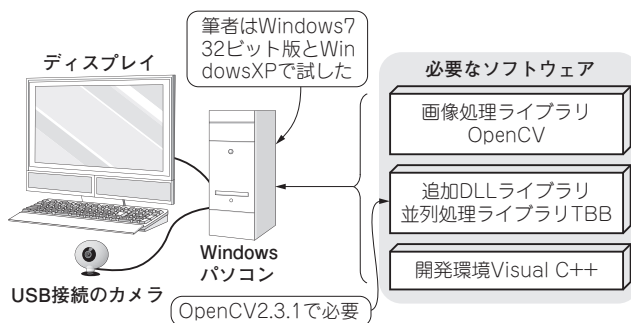 筆者はWindows7
32ビット版とWin
dowsXPで試した
ディスプレイ
必要なソフトウェア
画像処理ライブラリ
OpenCV
追加DLLライブラリ
並列処理ライブラリTBB
開発環境Visual C++
Windows
パソコン
USB接続のカメラ
OpenCV2.3.1で必要